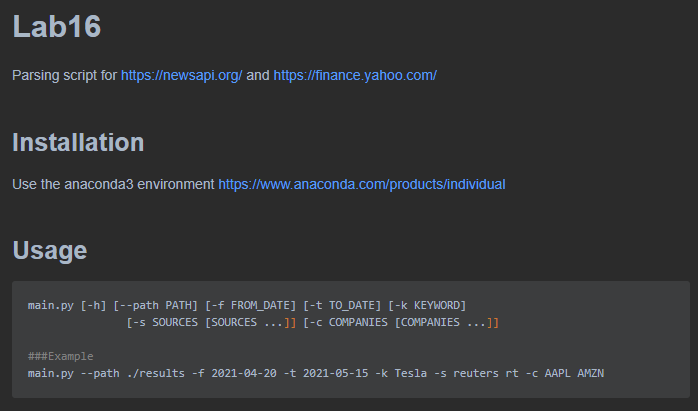 Lab16
Parsing script for https://newsapi.org/ and https://finance.yahoo.com/
Installation
Use the anaconda3 environment https://www.anaconda.com/products/individual
Usage
main.py [-h] [--path PATH] [-f FROM_DATE] [-t TO_DATE] [-k KEYWORD]
[-s SOURCES [SOURCES ...]] [-c COMPANIES [COMPANIES ...]]
###Example
main.py --path ./results -f 2021-04-20 -t 2021-05-15 -k Tesla -s reuters rt -c AAPL AMZN